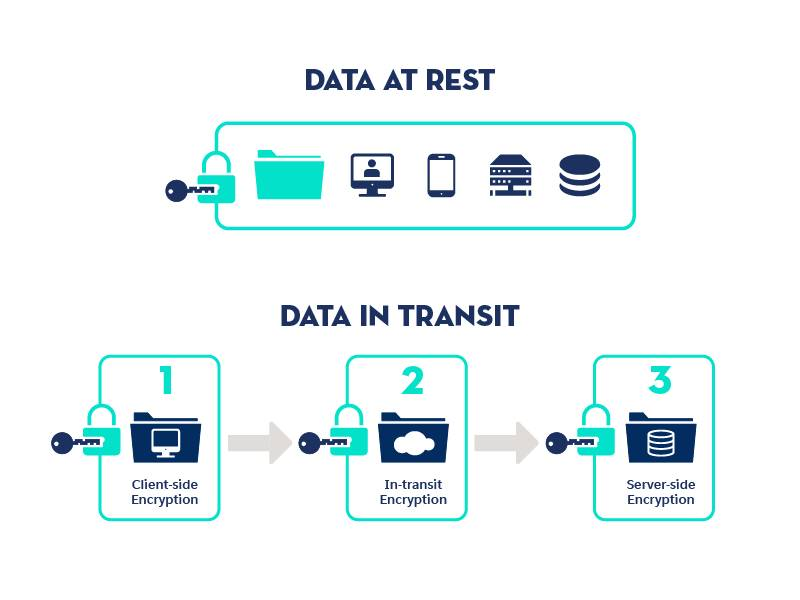 DATA AT REST
DATA IN TRANSIT
1
2
3
Client-side
Encryption
In-transit
Encryption
Server-side
Encryption